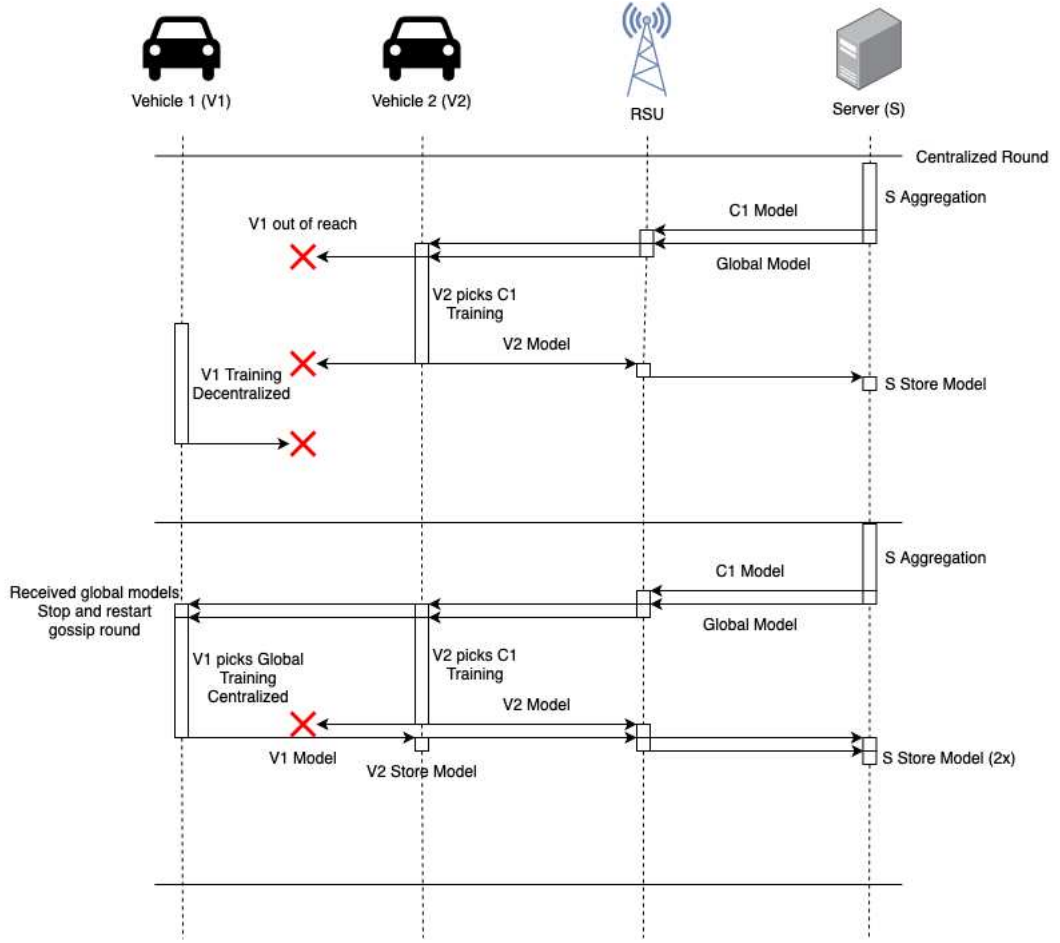 Vehicle 1 (V1)
Vehicle 2 (V2)
RSU
Server (S)
Centralized Round
S Aggregation
C1 Model
V1 out of reach
Global Model
V2 picks C1
Training
V2 Model
V1 Training
Decentralized
S Store Model
S Aggregation
C1 Model
Received global models
Stop and restart
gossip round
Global Model
V1 picks Global
Training
Centralized
V2 picks C1
Training
V2 Model
V1 Model
V2 Store Model
S Store Model (2x)